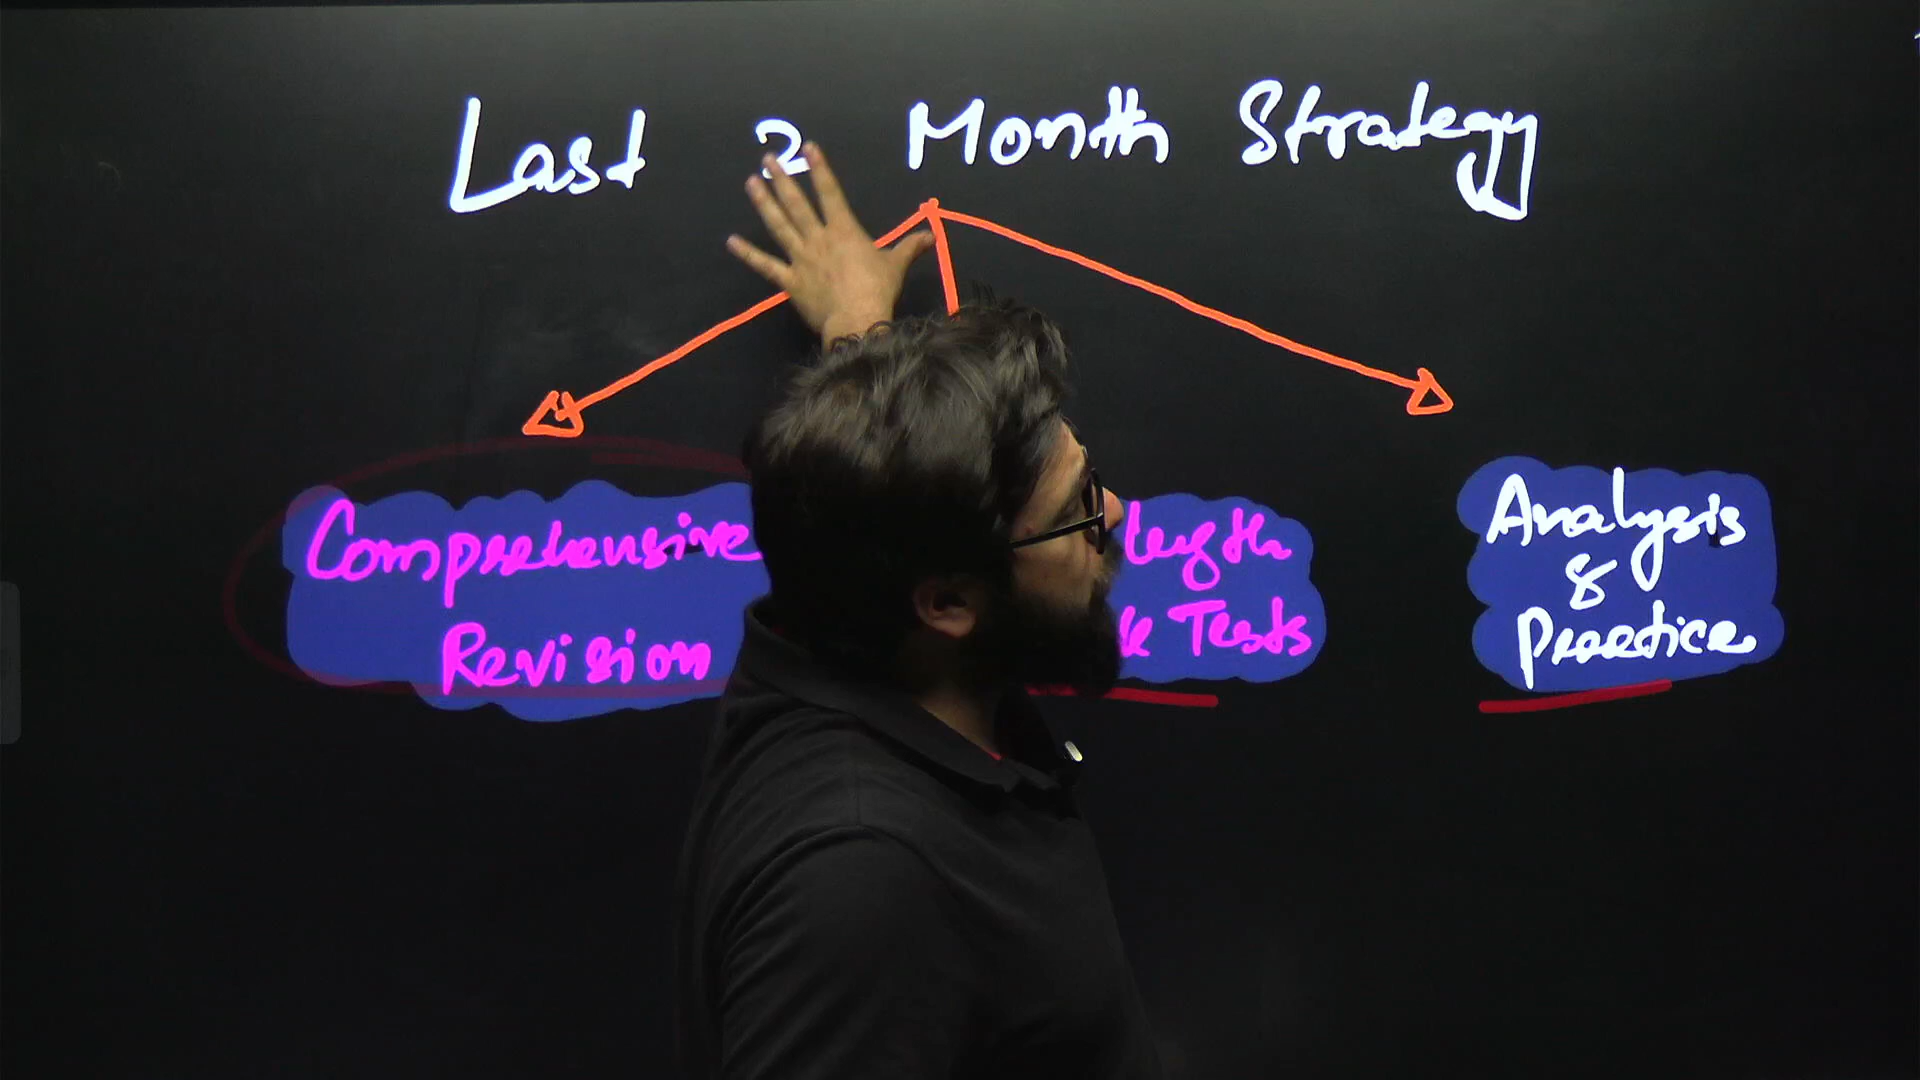 Last 2 Month Strategy
Comprehensive
Revision
length
Tests
Analysis
&
Practice